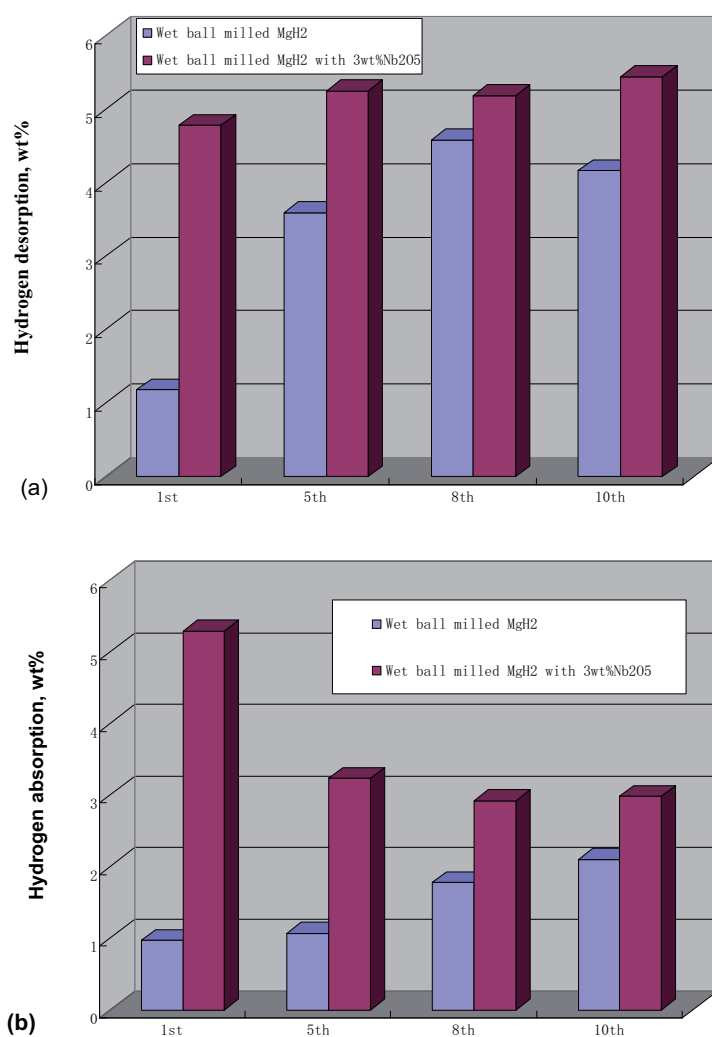 Wet ball milled MgH2
Wet ball milled MgH2 with 3wt%Nb2O5
Hydrogen desorption, wt%
6
5
4
3
2
1
0
1st 5th 8th 10th
(a)
Wet ball milled MgH2
Wet ball milled MgH2 with 3wt%Nb2O5
Hydrogen absorption, wt%
6
5
4
3
2
1
0
1st 5th 8th 10th
(b)